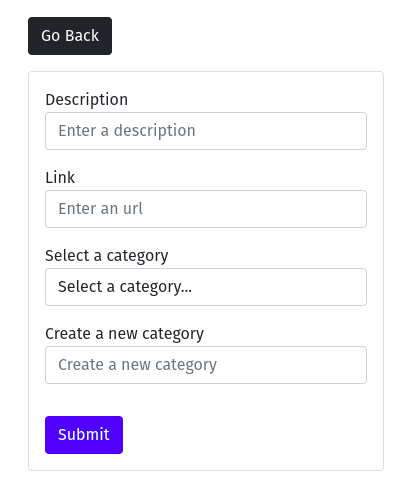 Go Back
Description
Enter a description
Link
Enter an url
Select a category
Select a category...
Create a new category
Create a new category
Submit